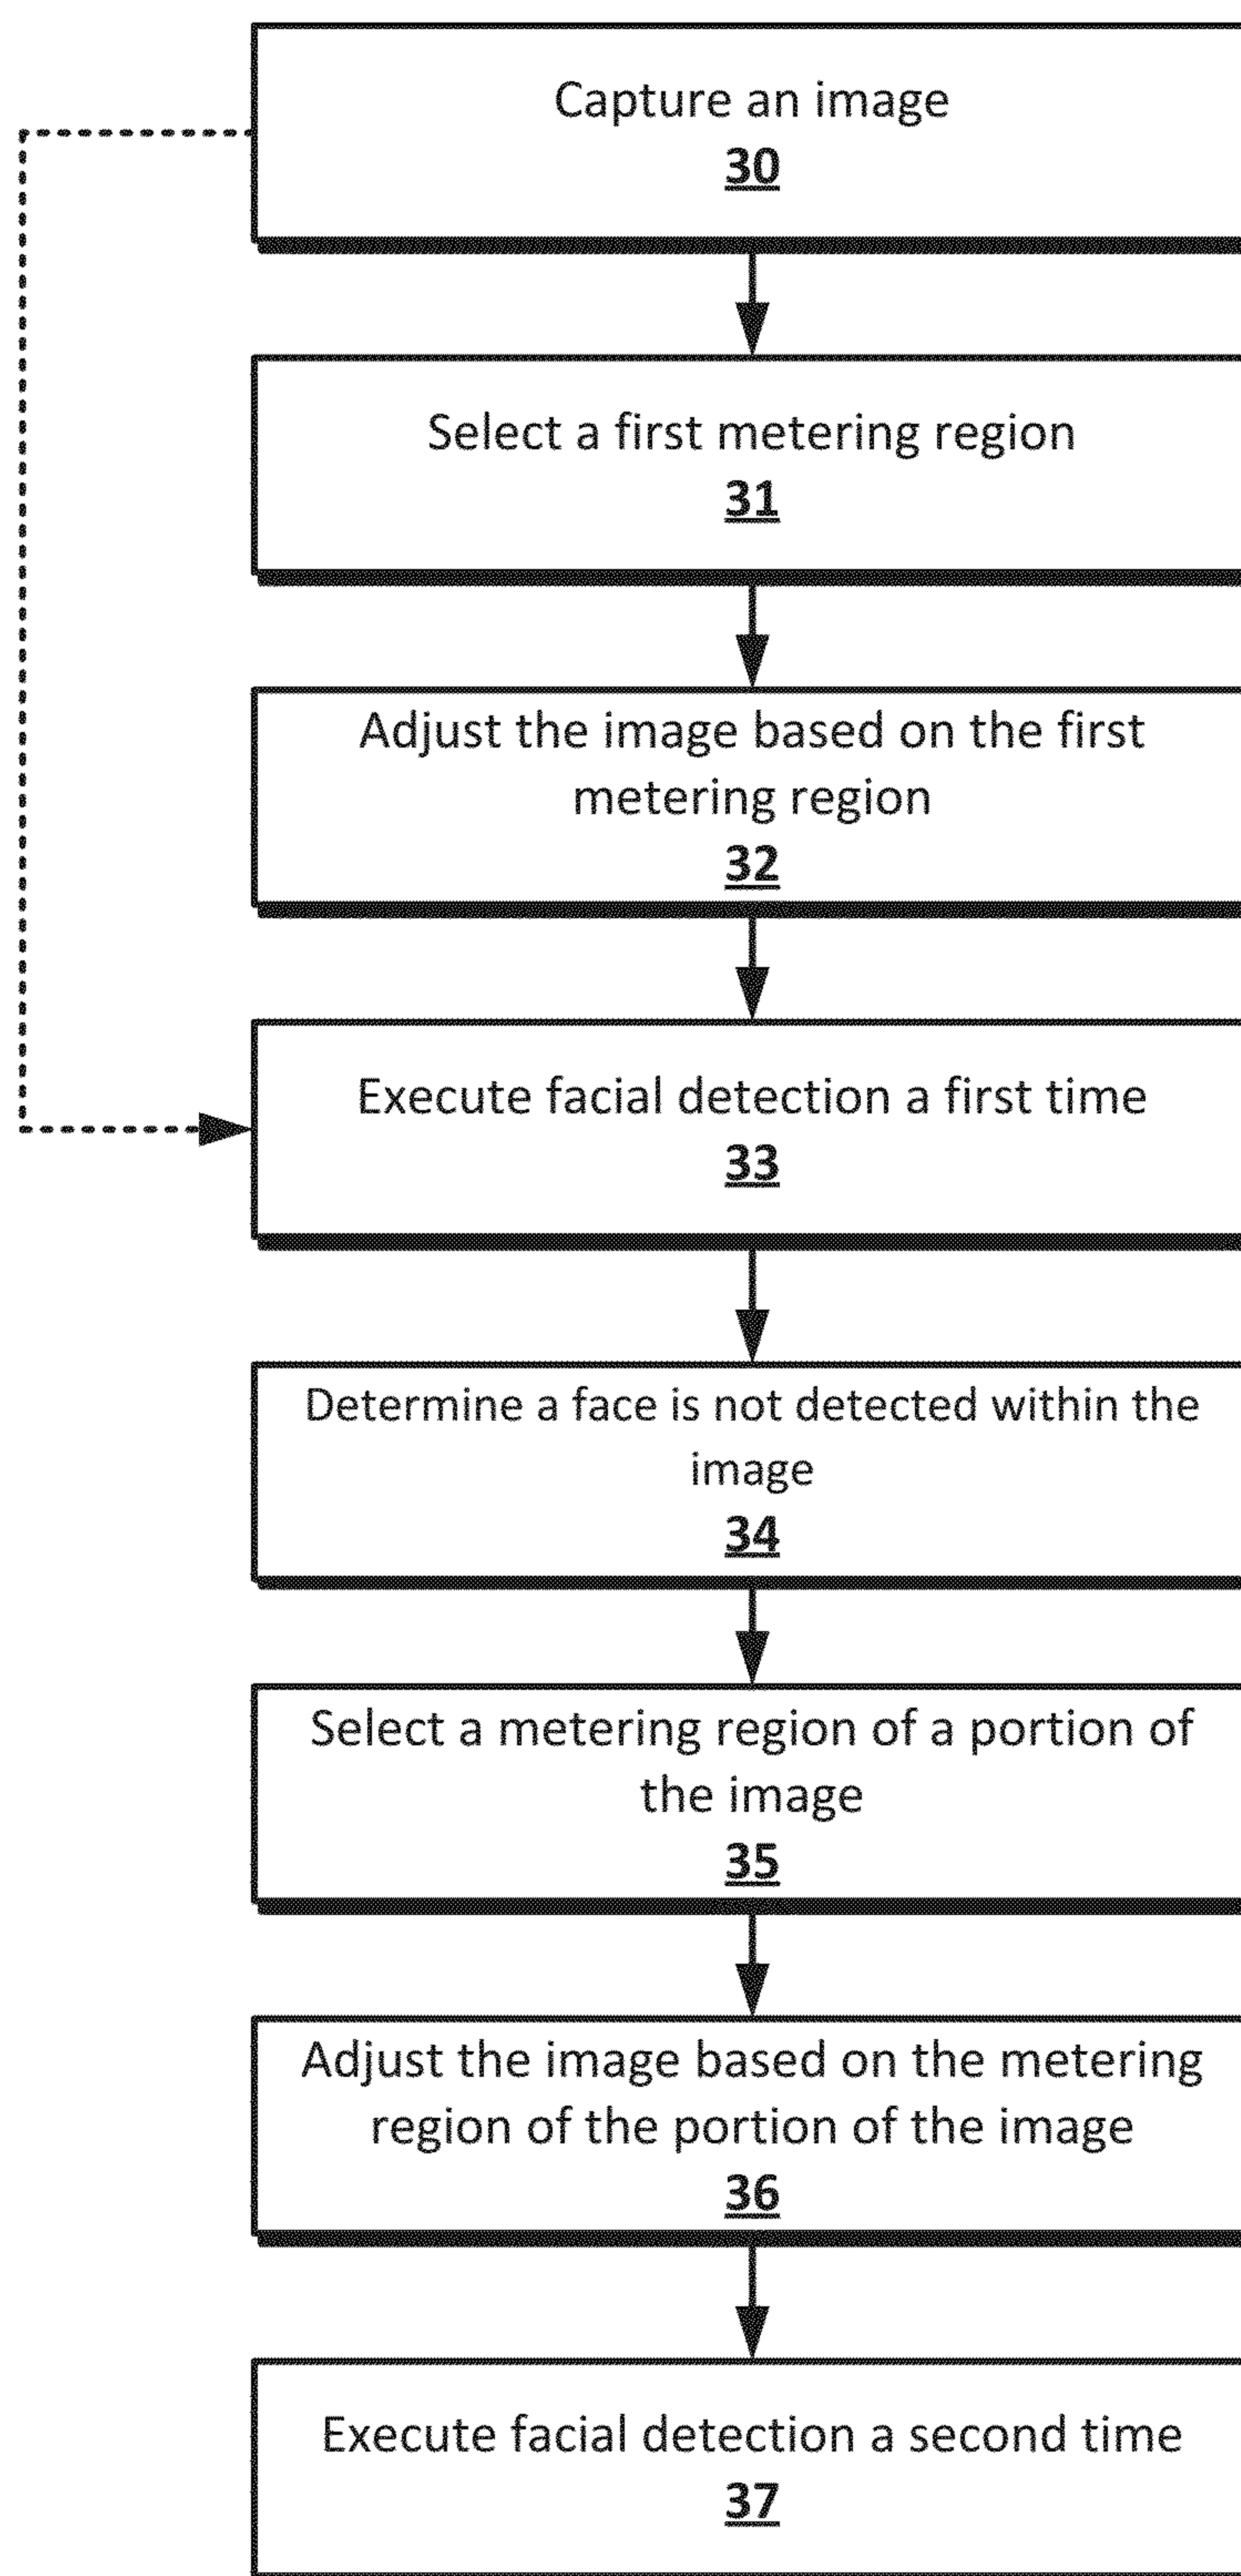 Capture an image
30
Select a first metering region
31
Adjust the image based on the first
metering region
32
Execute facial detection a first time
33
Determine a face is not detected within the
image
34
Select a metering region of a portion of
the image
35
Adjust the image based on the metering
region of the portion of the image
36
Execute facial detection a second time
37